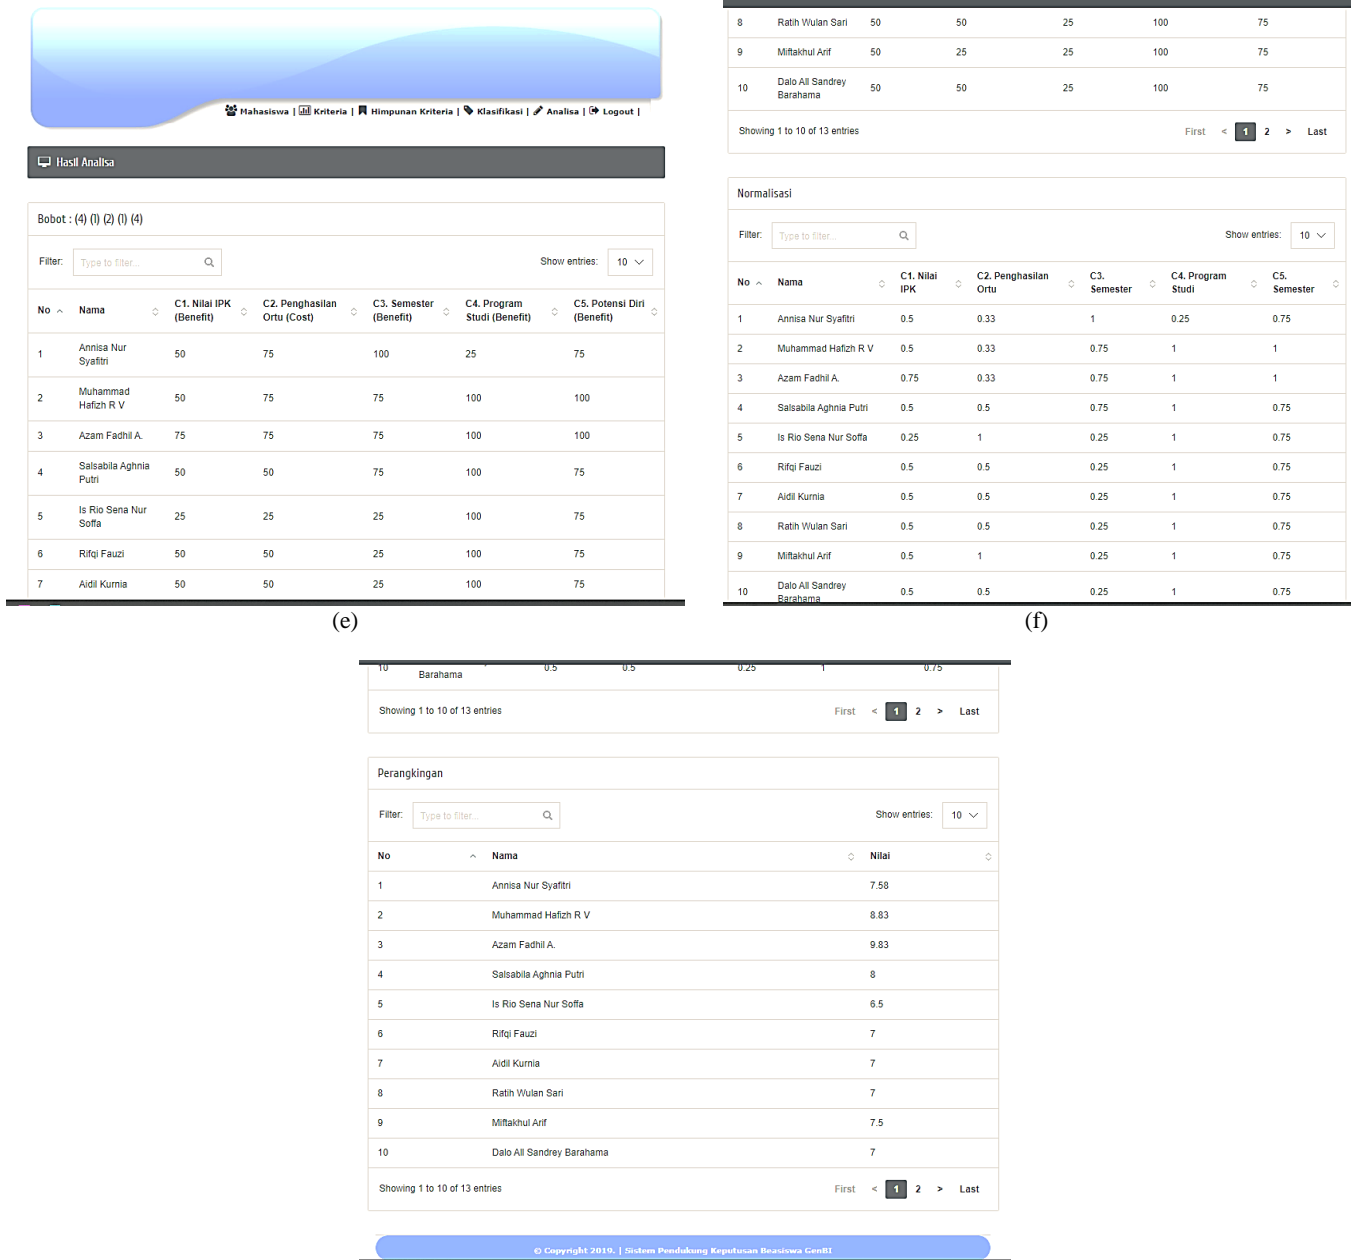 Mahasiswa | Kriteria | Himpunan Kriteria | Klasifikasi | Analisa | Logout |
Hasil Analisa
Bobot : (4) (1) (2) (1) (4)
Filter: Type to filter... Show entries: 10
No Nama C1. Nilai IPK (Benefit) C2. Penghasilan Ortu (Cost) C3. Semester (Benefit) C4. Program Studi (Benefit) C5. Potensi Diri (Benefit)
1 Annisa Nur Syafitri 50 75 100 25 75
2 Muhammad Hafizh R V 50 75 75 100 100
3 Azam Fadhil A. 75 75 75 100 100
4 Salsabila Aghnia Putri 50 50 75 100 75
5 Is Rio Sena Nur Soffa 25 25 25 100 75
6 Rifqi Fauzi 50 50 25 100 75
7 Aidil Kurnia 50 50 25 100 75
(e)
8 Ratih Wulan Sari 50 50 25 100 75
9 Miftakhul Arif 50 25 25 100 75
10 Dalo All Sandrey Barahama 50 50 25 100 75
Showing 1 to 10 of 13 entries First < 1 2 > Last
Normalisasi
Filter: Type to filter... Show entries: 10
No Nama C1. Nilai IPK C2. Penghasilan Ortu C3. Semester C4. Program Studi C5. Semester
1 Annisa Nur Syafitri 0.5 0.33 1 0.25 0.75
2 Muhammad Hafizh R V 0.5 0.33 0.75 1 1
3 Azam Fadhil A. 0.75 0.33 0.75 1 1
4 Salsabila Aghnia Putri 0.5 0.5 0.75 1 0.75
5 Is Rio Sena Nur Soffa 0.25 1 0.25 1 0.75
6 Rifqi Fauzi 0.5 0.5 0.25 1 0.75
7 Aidil Kurnia 0.5 0.5 0.25 1 0.75
8 Ratih Wulan Sari 0.5 0.5 0.25 1 0.75
9 Miftakhul Arif 0.5 1 0.25 1 0.75
10 Dalo All Sandrey Barahama 0.5 0.5 0.25 1 0.75
(f)
10 Barahama 0.5 0.5 0.25 1 0.75
Showing 1 to 10 of 13 entries First < 1 2 > Last
Perangkingan
Filter: Type to filter... Show entries: 10
No Nama Nilai
1 Annisa Nur Syafitri 7.58
2 Muhammad Hafizh R V 8.83
3 Azam Fadhil A. 9.83
4 Salsabila Aghnia Putri 8
5 Is Rio Sena Nur Soffa 6.5
6 Rifqi Fauzi 7
7 Aidil Kurnia 7
8 Ratih Wulan Sari 7
9 Miftakhul Arif 7.5
10 Dalo All Sandrey Barahama 7
Showing 1 to 10 of 13 entries First < 1 2 > Last
© Copyright 2019. | Sistem Pendukung Keputusan Beasiswa GenBI